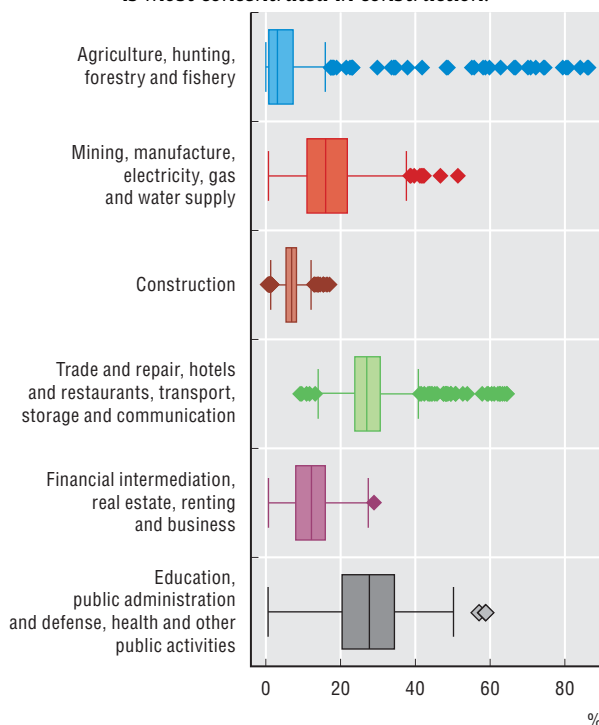 Agriculture, hunting,
forestry and fishery
Mining, manufacture,
electricity, gas
and water supply
Construction
Trade and repair, hotels
and restaurants, transport,
storage and communication
Financial intermediation,
real estate, renting
and business
Education,
public administration
and defense, health and other
public activities
0 20 40 60 80
%